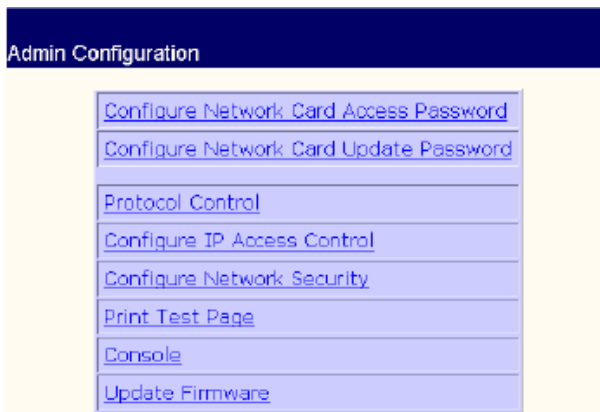 Admin Configuration
Configure Network Card Access Password
Configure Network Card Update Password
Protocol Control
Configure IP Access Control
Configure Network Security
Print Test Page
Console
Update Firmware